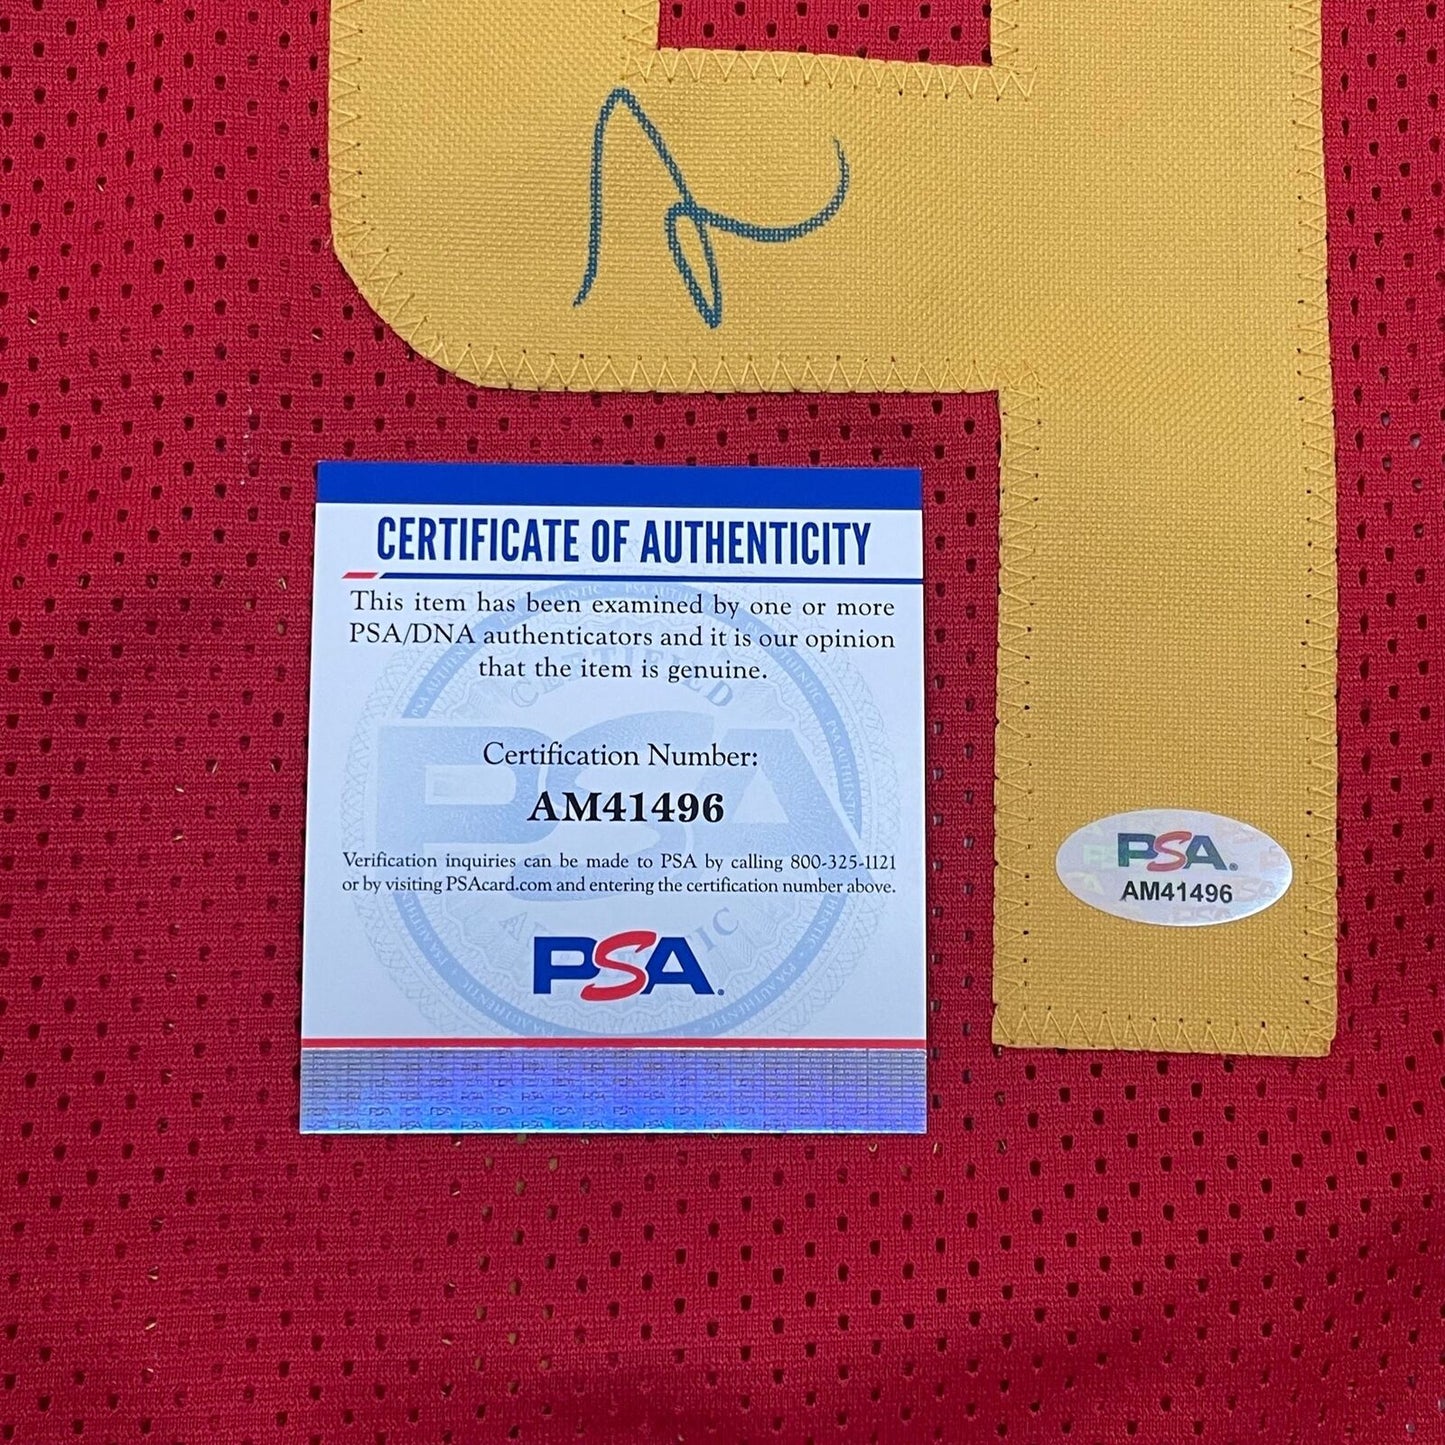 CERTIFICATE OF AUTHENTICITY
This item has been examined by one or more
PSA/DNA authenticators and it is our opinion
that the item is genuine.
Certification Number:
AM41496
Verification inquiries can be made to PSA by calling 800-325-1121
or by visiting PSAcard.com and entering the certification number above.
PSA
PSA
AM41496